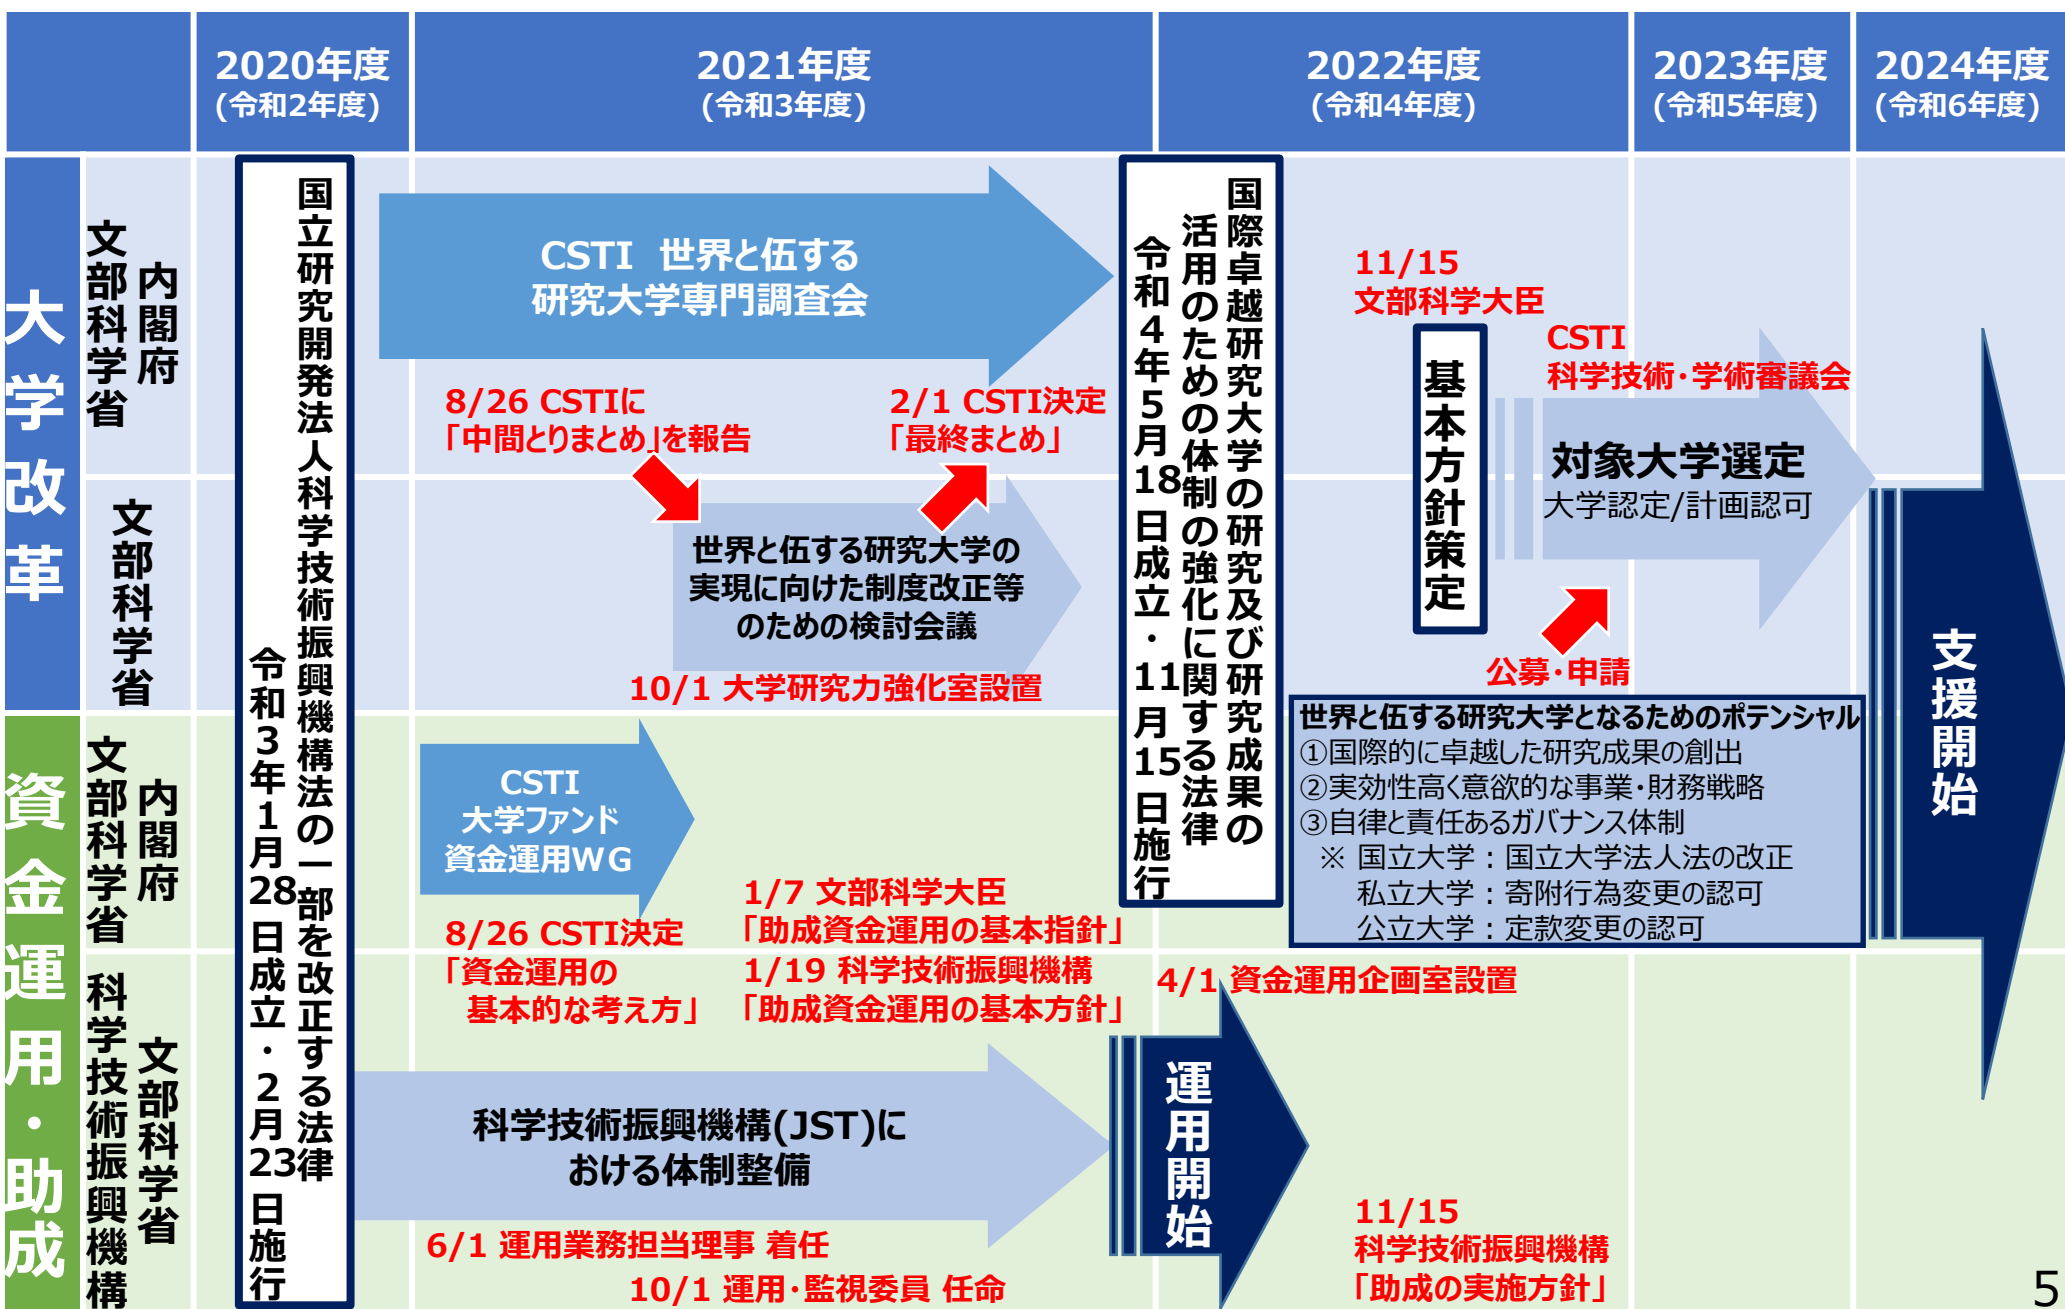 2020年度
(令和2年度)
2021年度
(令和3年度)
2022年度
(令和4年度)
2023年度
(令和5年度)
2024年度
(令和6年度)
大学改革
内閣府
文部科学省
文部科学省
国立研究開発法人科学技術振興機構法の一部を改正する法律
令和3年1月28日成立・2月23日施行
CSTI 世界と伍する
研究大学専門調査会
8/26 CSTIに
「中間とりまとめ」を報告
2/1 CSTI決定
「最終まとめ」
世界と伍する研究大学の
実現に向けた制度改正等
のための検討会議
10/1 大学研究力強化室設置
国際卓越研究大学の研究及び研究成果の
活用のための体制の強化に関する法律
令和4年5月18日成立・11月15日施行
11/15
文部科学大臣
基本方針策定
CSTI
科学技術・学術審議会
対象大学選定
大学認定/計画認可
公募・申請
世界と伍する研究大学となるためのポテンシャル
①国際的に卓越した研究成果の創出
②実効性高く意欲的な事業・財務戦略
③自律と責任あるガバナンス体制
※ 国立大学：国立大学法人法の改正
私立大学：寄附行為変更の認可
公立大学：定款変更の認可
支援開始
資金運用・助成
内閣府
文部科学省
文部科学省
科学技術振興機構
CSTI
大学ファンド
資金運用WG
8/26 CSTI決定
「資金運用の
基本的な考え方」
1/7 文部科学大臣
「助成資金運用の基本指針」
1/19 科学技術振興機構
「助成資金運用の基本方針」
4/1 資金運用企画室設置
科学技術振興機構(JST)に
おける体制整備
6/1 運用業務担当理事 着任
10/1 運用・監視委員 任命
運用開始
11/15
科学技術振興機構
「助成の実施方針」
5